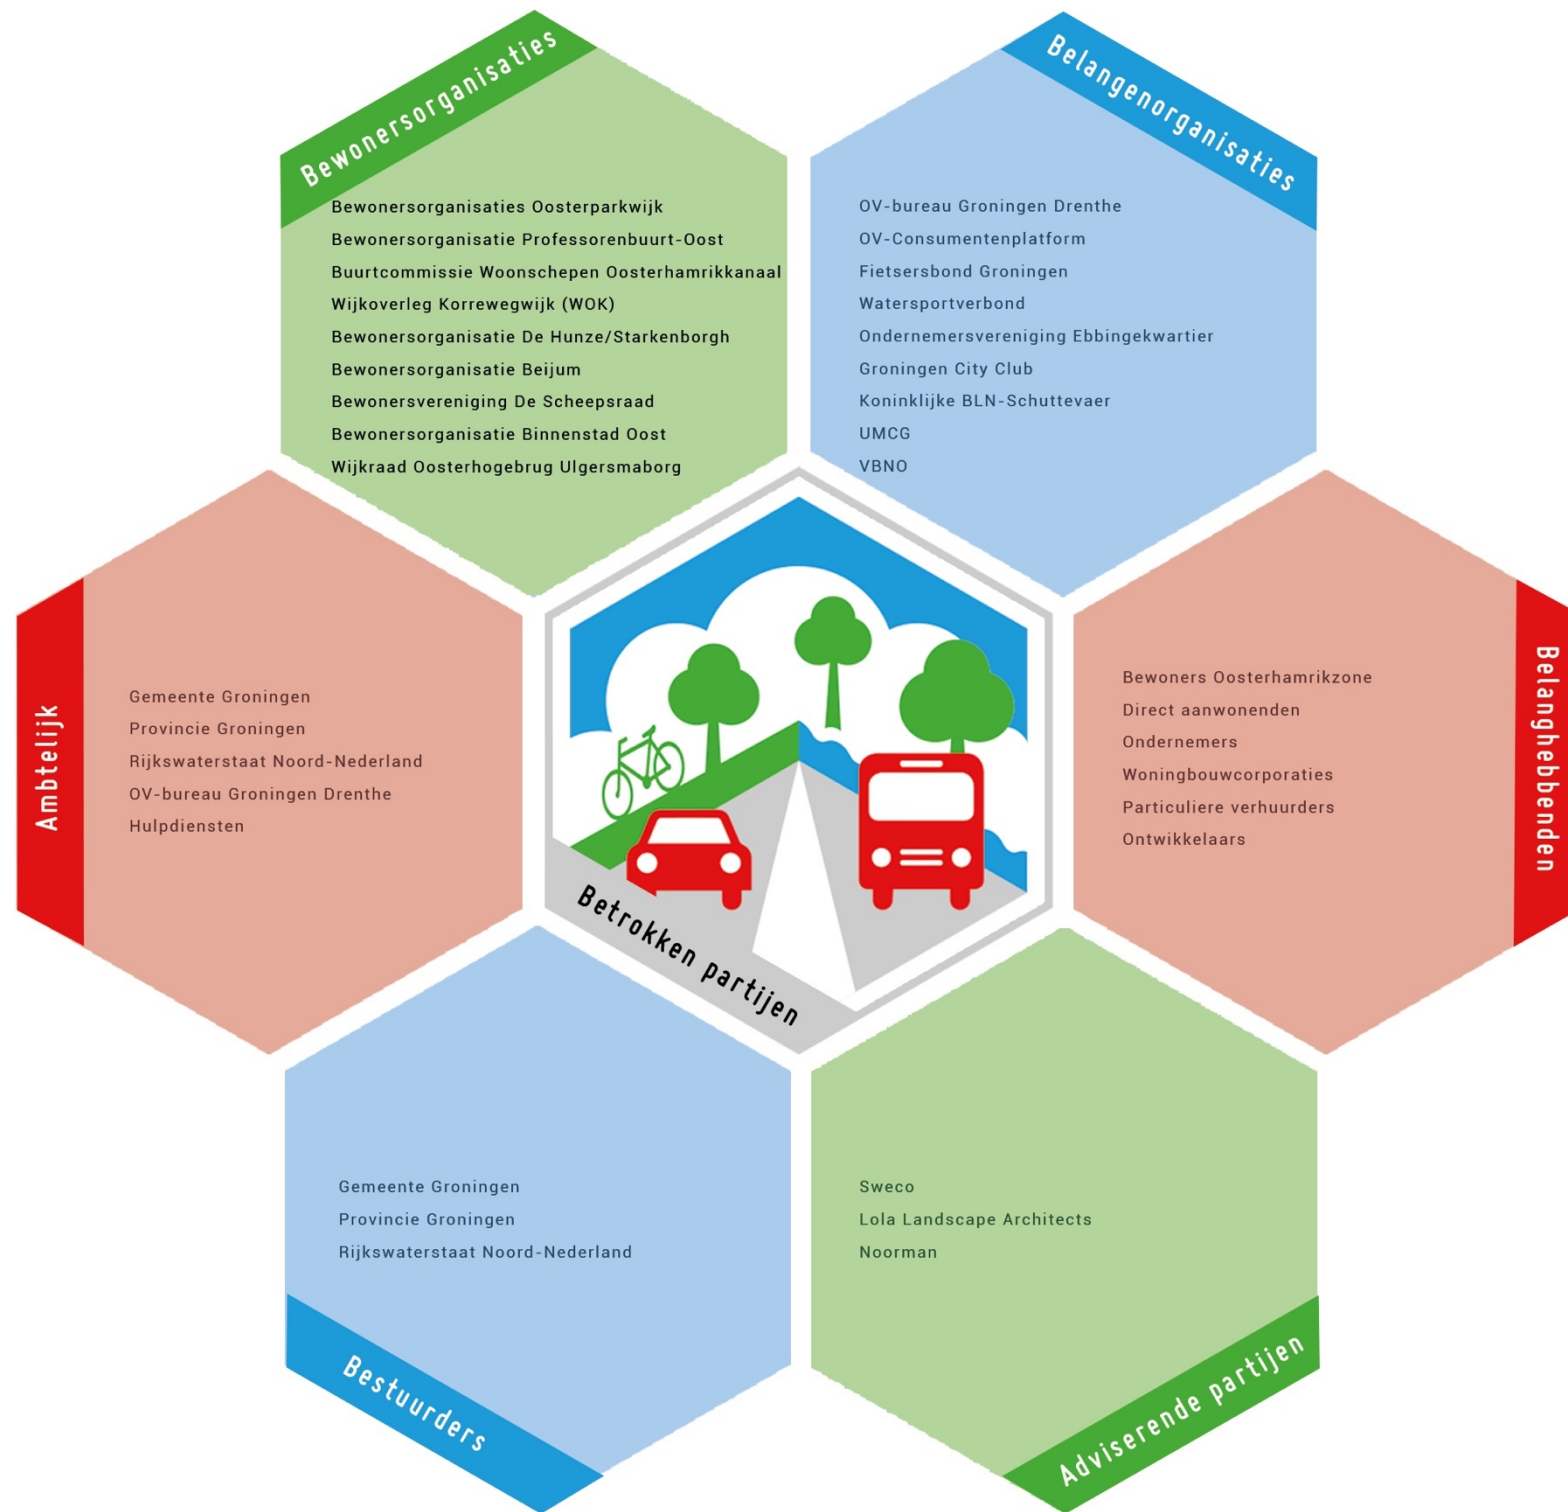 Bewonersorganisaties
Bewonersorganisaties Oosterparkwijk
Bewonersorganisatie Professorenbuurt-Oost
Buurtcommissie Woonschepen Oosterhamrikkanaal
Wijkoverleg Korrewegwijk (WOK)
Bewonersorganisatie De Hunze/Starkenborgh
Bewonersorganisatie Beijum
Bewonersvereniging De Scheepsraad
Bewonersorganisatie Binnenstad Oost
Wijkraad Oosterhogebrug Ulgersmaborg
Belangenorganisaties
OV-bureau Groningen Drenthe
OV-Consumentenplatform
Fietsersbond Groningen
Watersportverbond
Ondernemersvereniging Ebbingekwartier
Groningen City Club
Koninklijke BLN-Schuttevaer
UMCG
VBNO
Ambtelijk
Gemeente Groningen
Provincie Groningen
Rijkswaterstaat Noord-Nederland
OV-bureau Groningen Drenthe
Hulpdiensten
Betrokken partijen
Belanghebbenden
Bewoners Oosterhamrikzone
Direct aanwonenden
Ondernemers
Woningbouwcorporaties
Particuliere verhuurders
Ontwikkelaars
Gemeente Groningen
Provincie Groningen
Rijkswaterstaat Noord-Nederland
Bestuurders
Sweco
Lola Landscape Architects
Noorman
Adviserende partijen